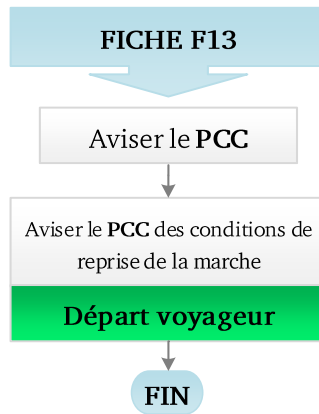 FICHE F13
Aviser le PCC
Aviser le PCC des conditions de
reprise de la marche
Départ voyageur
FIN